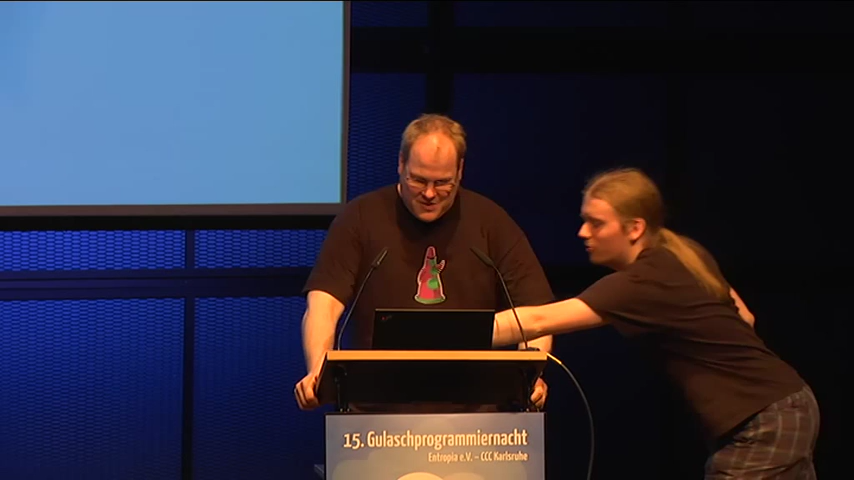 15. Gulaschprogrammiernacht
Entropia e.V. – CCC Karlsruhe